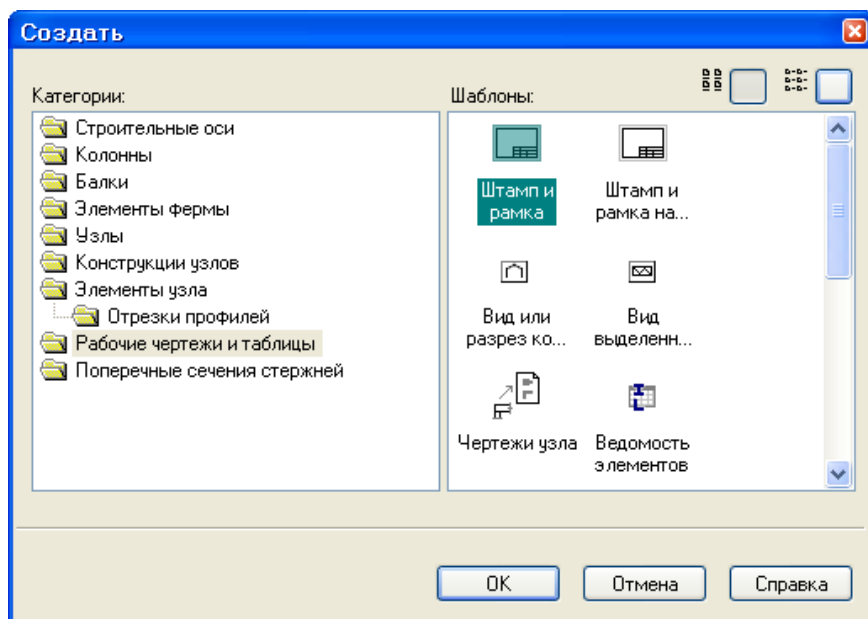 Создать
Категории:
Шаблоны:
Строительные оси
Колонны
Балки
Элементы фермы
Узлы
Конструкции узлов
Элементы узла
Отрезки профилей
Рабочие чертежи и таблицы
Поперечные сечения стержней
Штамп и
рамка
Штамп и
рамка на...
Вид или
разрез ко...
Вид
выделенн...
Чертежи узла
Ведомость
элементов
OK
Отмена
Справка